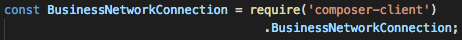 const BusinessNetworkConnection = require('composer-client')
.BusinessNetworkConnection;